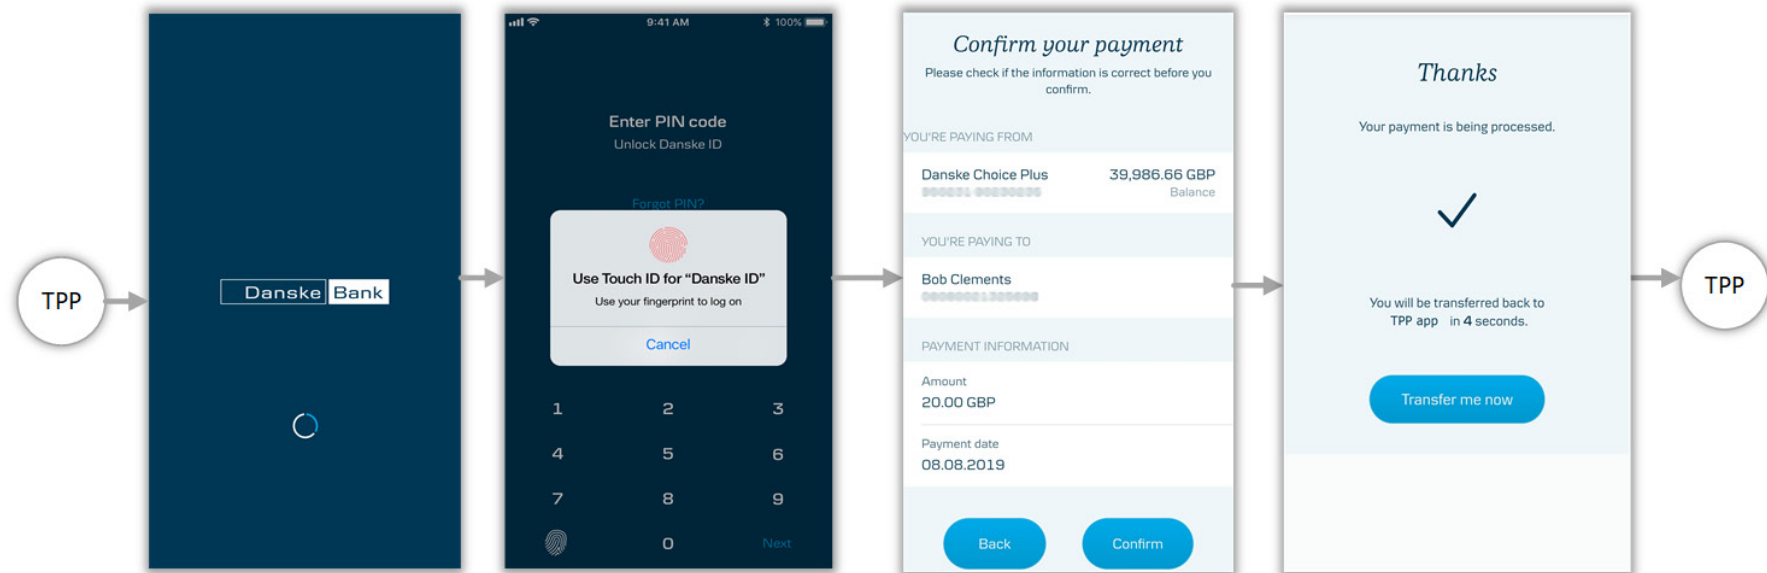 TPP
Danske Bank
9:41 AM
100%
Enter PIN code
Unlock Danske ID
Forgot PIN?
Use Touch ID for “Danske ID”
Use your fingerprint to log on
Cancel
1 2 3
4 5 6
7 8 9
0 Next
Confirm your payment
Please check if the information is correct before you
confirm.
YOU'RE PAYING FROM
Danske Choice Plus 39,986.66 GBP
Balance
YOU'RE PAYING TO
Bob Clements
PAYMENT INFORMATION
Amount
20.00 GBP
Payment date
08.08.2019
Back Confirm
Thanks
Your payment is being processed.
You will be transferred back to
TPP app in 4 seconds.
Transfer me now
TPP